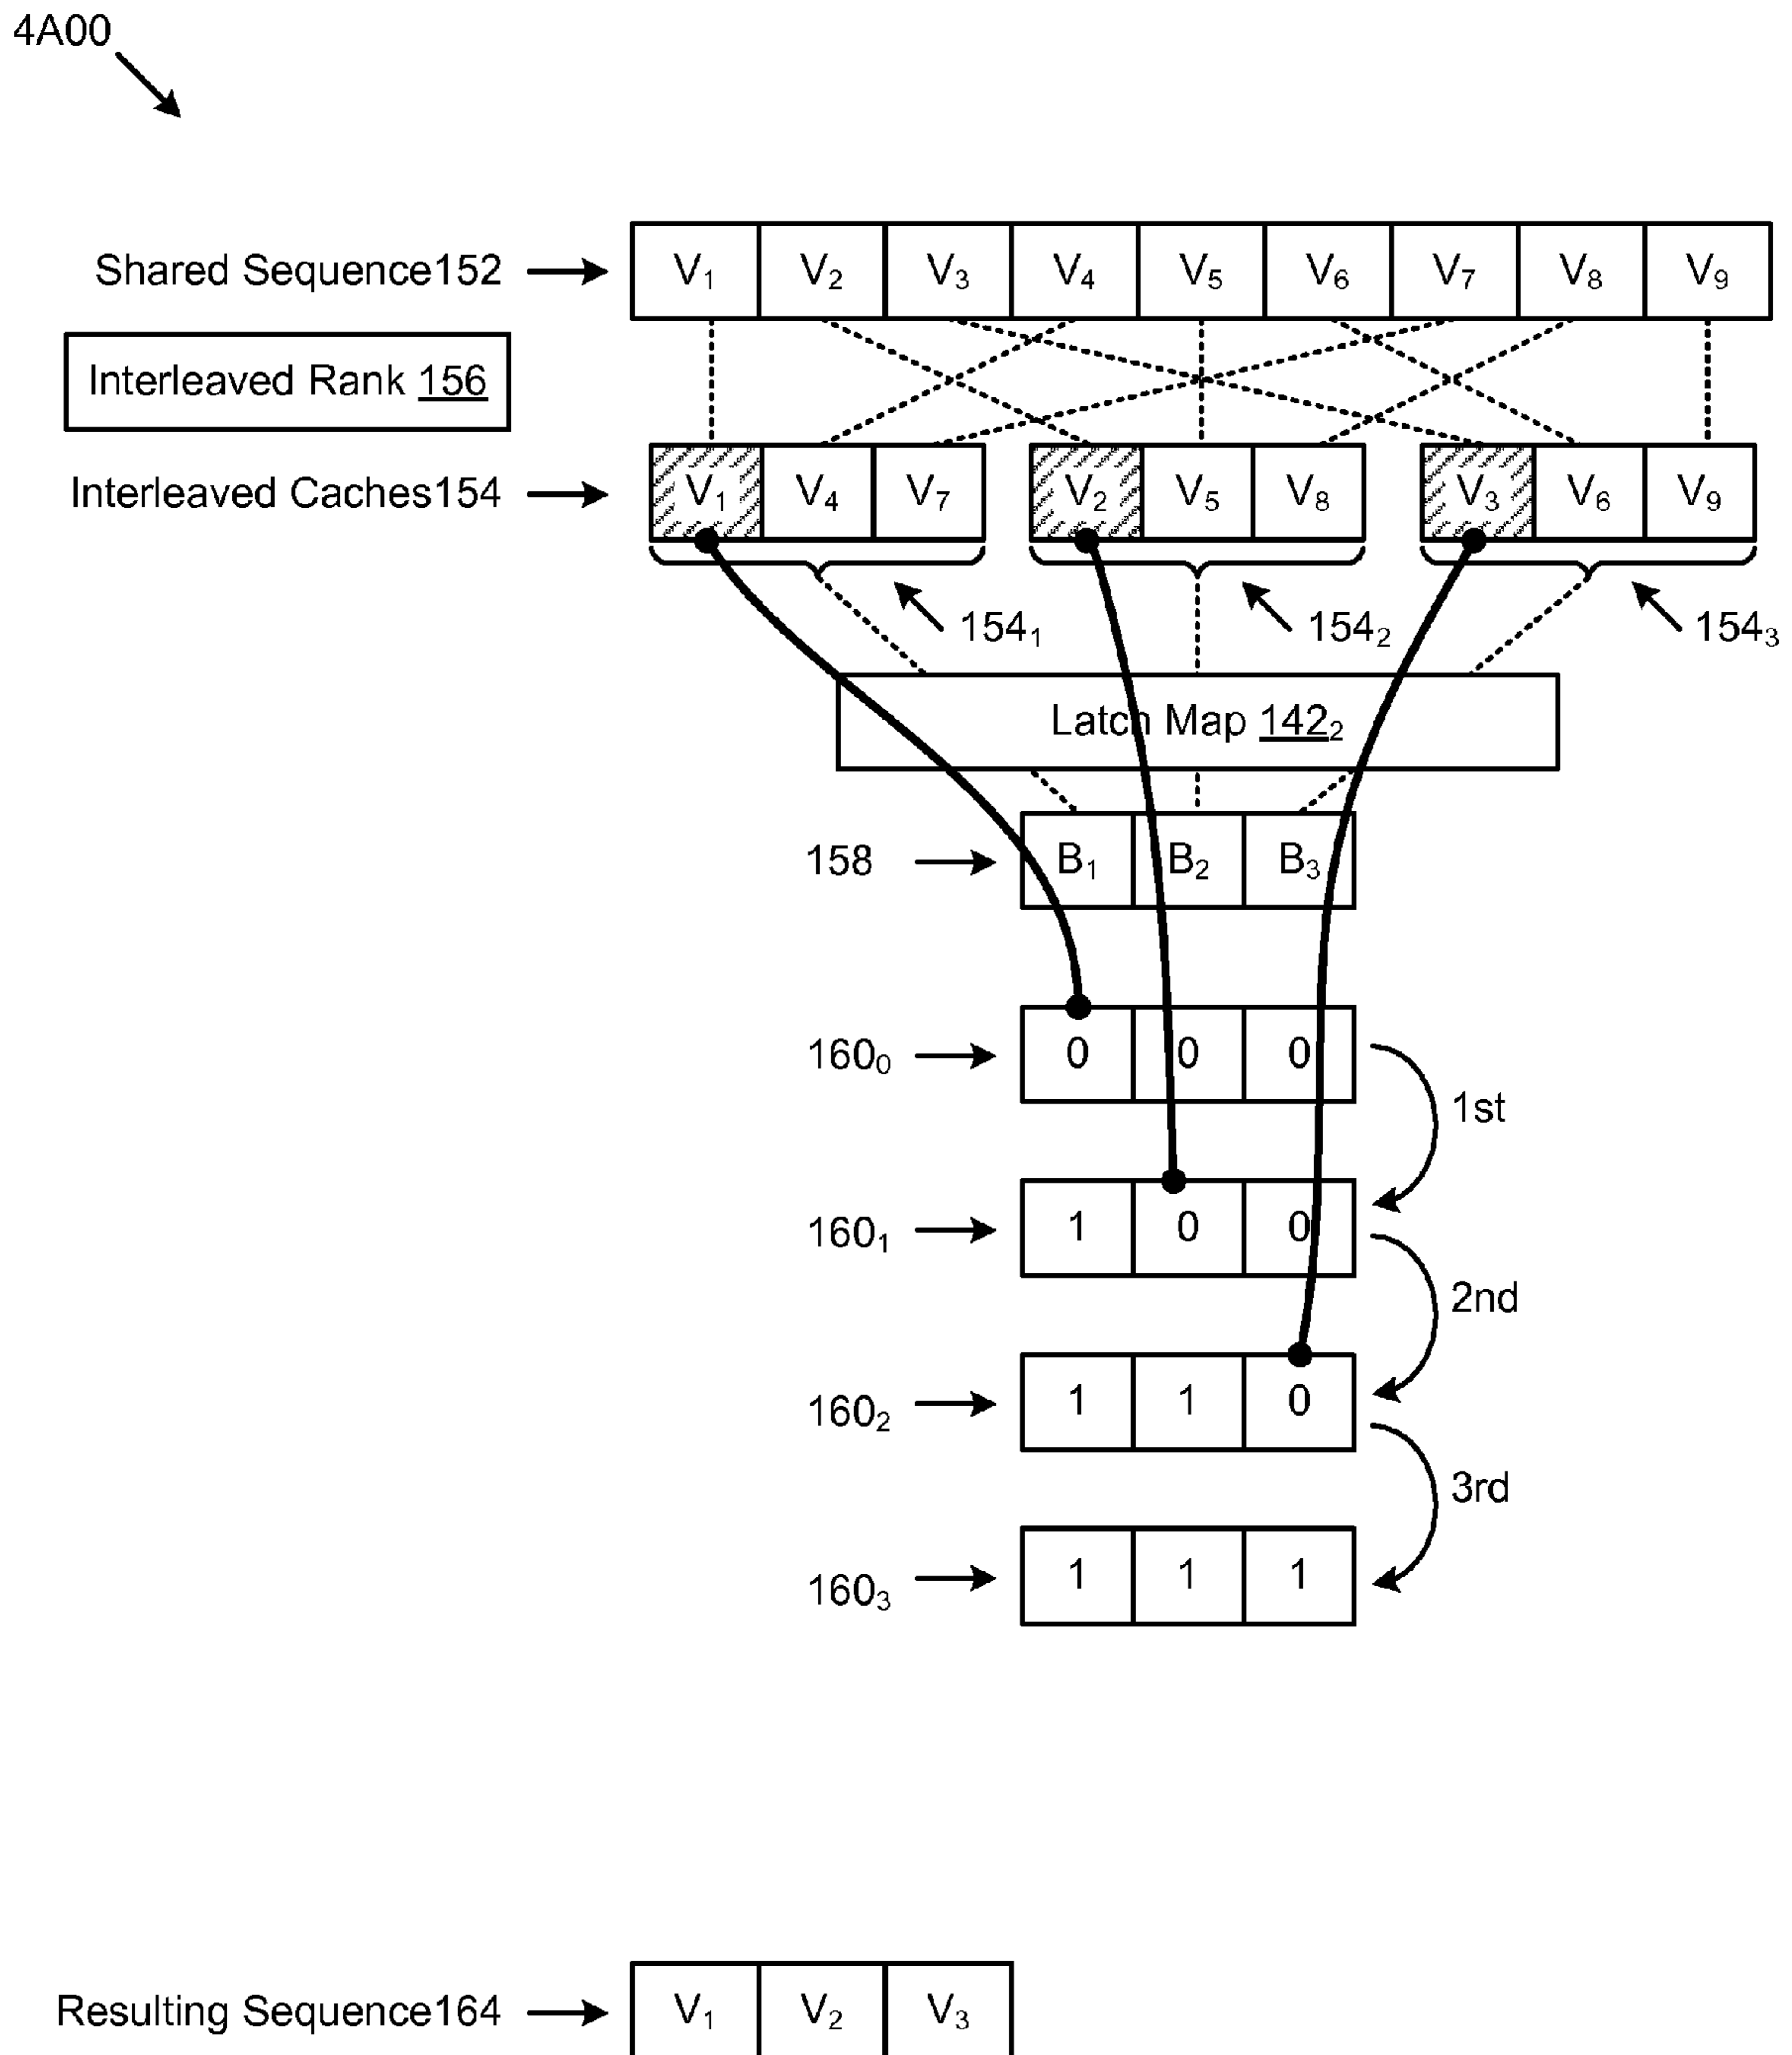 4A00
Shared Sequence152
V₁ V₂ V₃ V₄ V₅ V₆ V₇ V₈ V₉
Interleaved Rank 156
Interleaved Caches154
V₁ V₄ V₇ V₂ V₅ V₈ V₃ V₆ V₉
154₁ 154₂ 154₃
Latch Map 142₂
158
B₁ B₂ B₃
160₀
0 0 0
1st
160₁
1 0 0
2nd
160₂
1 1 0
3rd
160₃
1 1 1
Resulting Sequence164
V₁ V₂ V₃